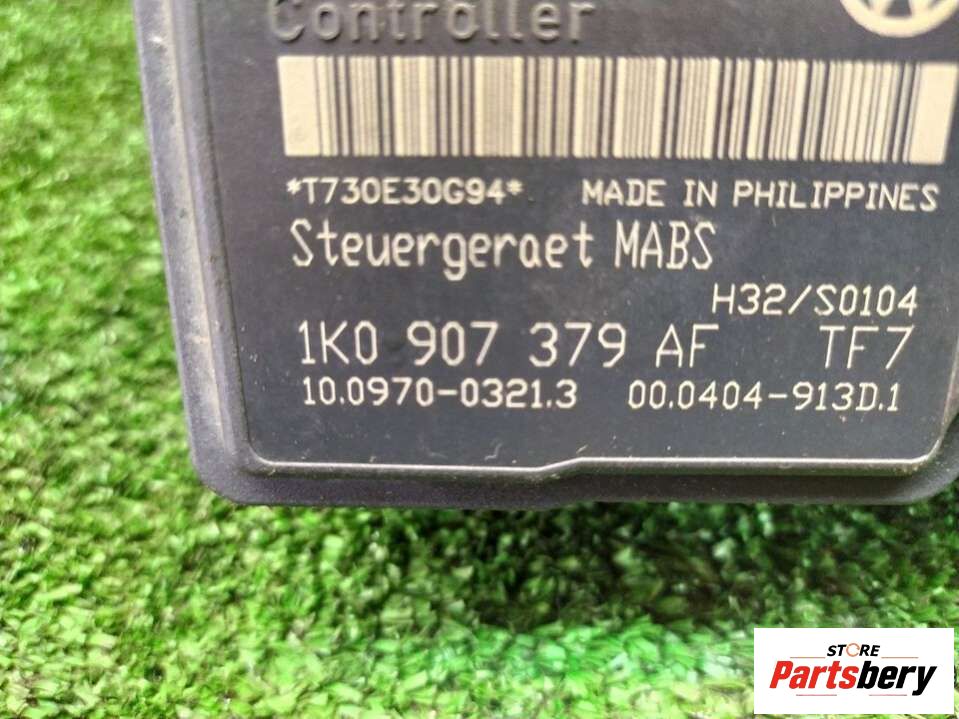 Controller
*T730E30G94* MADE IN PHILIPPINES
Steuergeraet MABS
H32/S0104
1K0 907 379 AF TF7
10.0970-0321.3 00.0404-913D.1
STORE
Partsbery